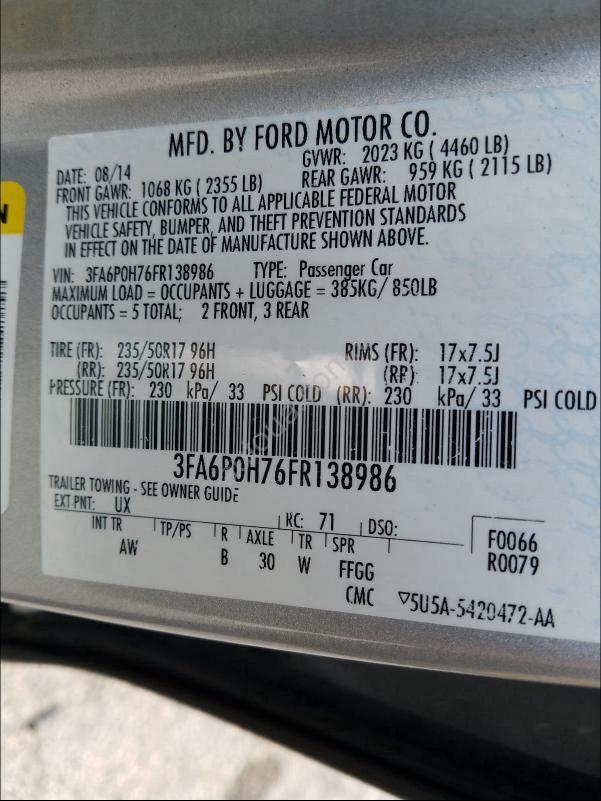 MFD. BY FORD MOTOR CO.
DATE: 08/14
GVWR: 2023 KG ( 4460 LB)
FRONT GAWR: 1068 KG ( 2355 LB)
REAR GAWR: 959 KG ( 2115 LB)
THIS VEHICLE CONFORMS TO ALL APPLICABLE FEDERAL MOTOR
VEHICLE SAFETY, BUMPER, AND THEFT PREVENTION STANDARDS
IN EFFECT ON THE DATE OF MANUFACTURE SHOWN ABOVE.
VIN: 3FA6P0H76FR138986 TYPE: Passenger Car
MAXIMUM LOAD = OCCUPANTS + LUGGAGE = 385KG/ 850LB
OCCUPANTS = 5 TOTAL; 2 FRONT, 3 REAR
TIRE (FR): 235/50R17 96H RIMS (FR): 17x7.5J
(RR): 235/50R17 96H (RR): 17x7.5J
PRESSURE (FR): 230 kPa/ 33 PSI COLD (RR): 230 kPa/ 33 PSI COLD
3FA6P0H76FR138986
TRAILER TOWING - SEE OWNER GUIDE
EXT PNT: UX RC: 71 DSO:
INT TR TP/PS R AXLE TR SPR
AW B 30 W FFGG
F0066
R0079
CMC ▽5U5A-5420472-AA
N